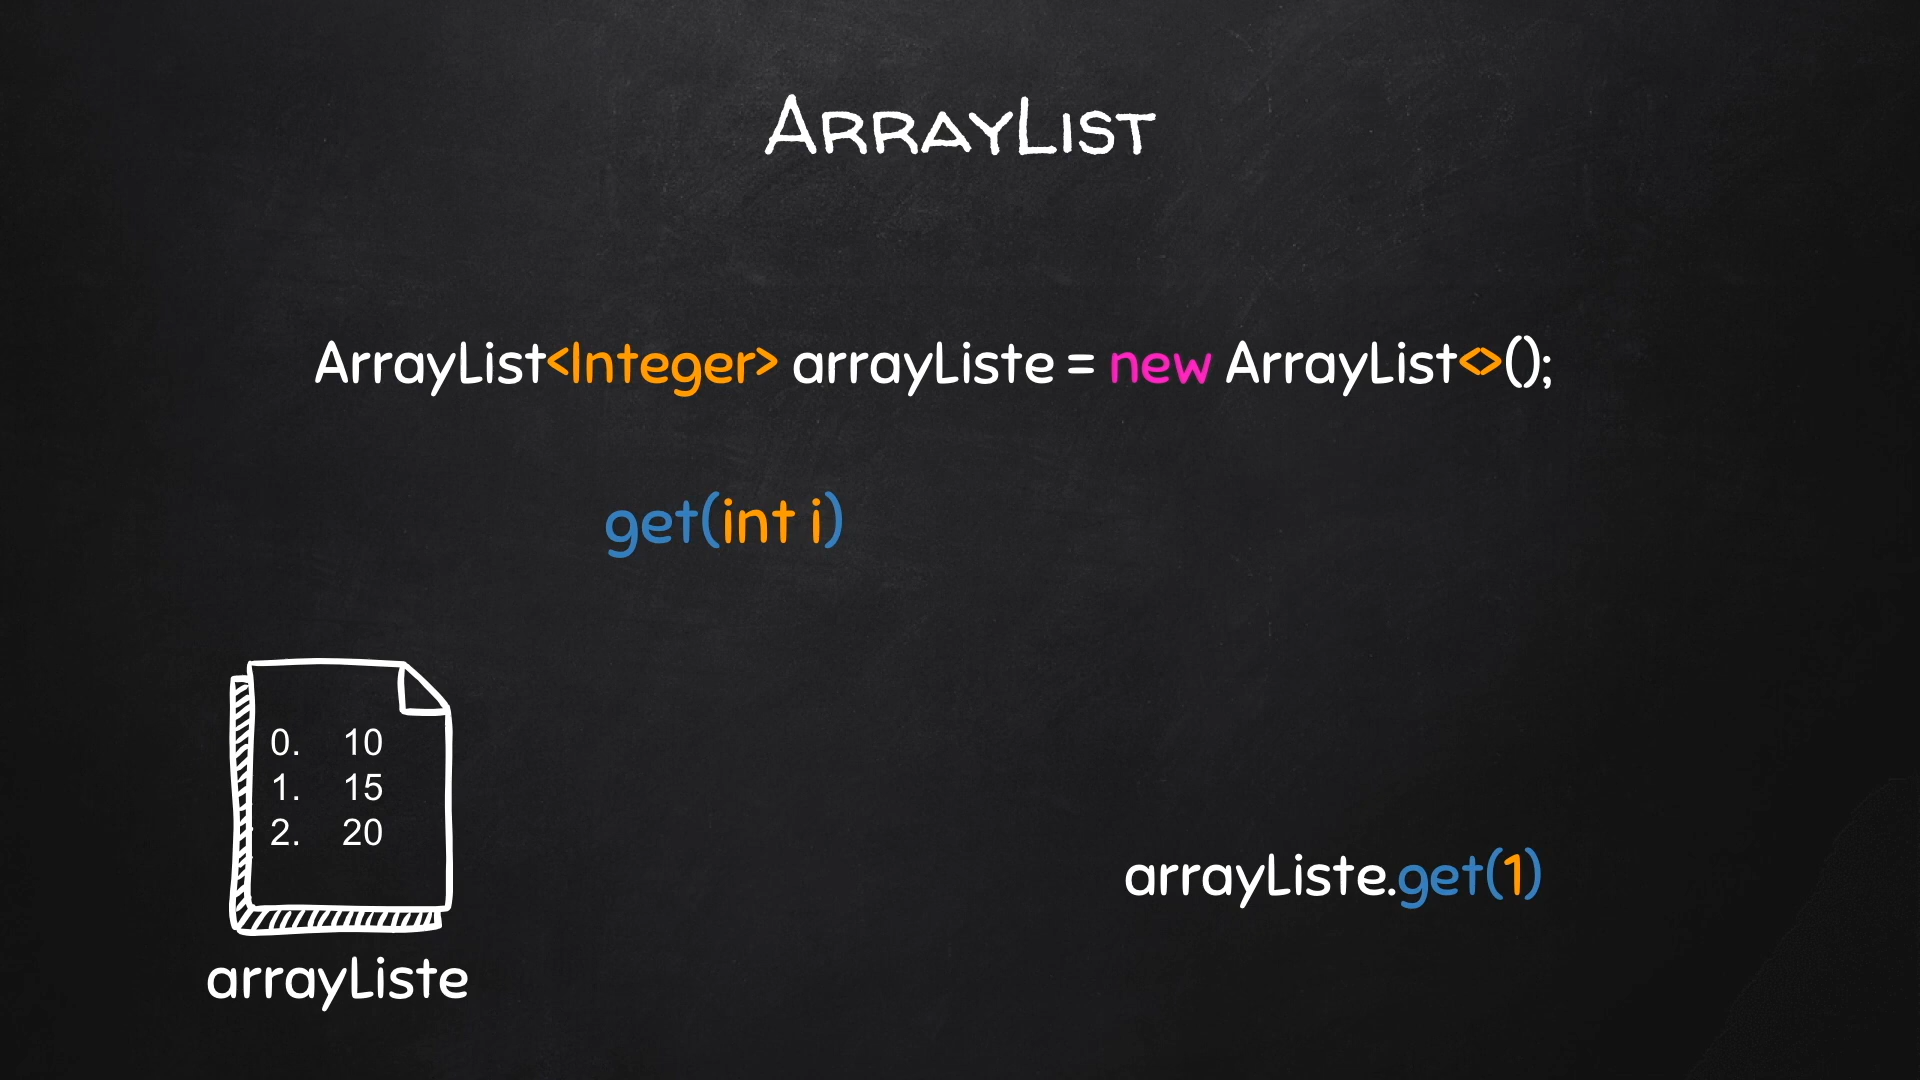 ArrayList
ArrayList<Integer> arrayListe = new ArrayList<>();
get(int i)
0. 10
1. 15
2. 20
arrayListe
arrayListe.get(1)